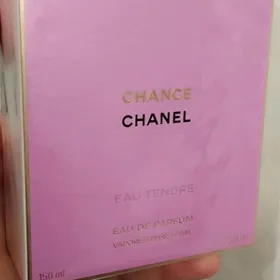 CHANCE
CHANEL
EAU TENDRE
EAU DE PARFUM
150 ml